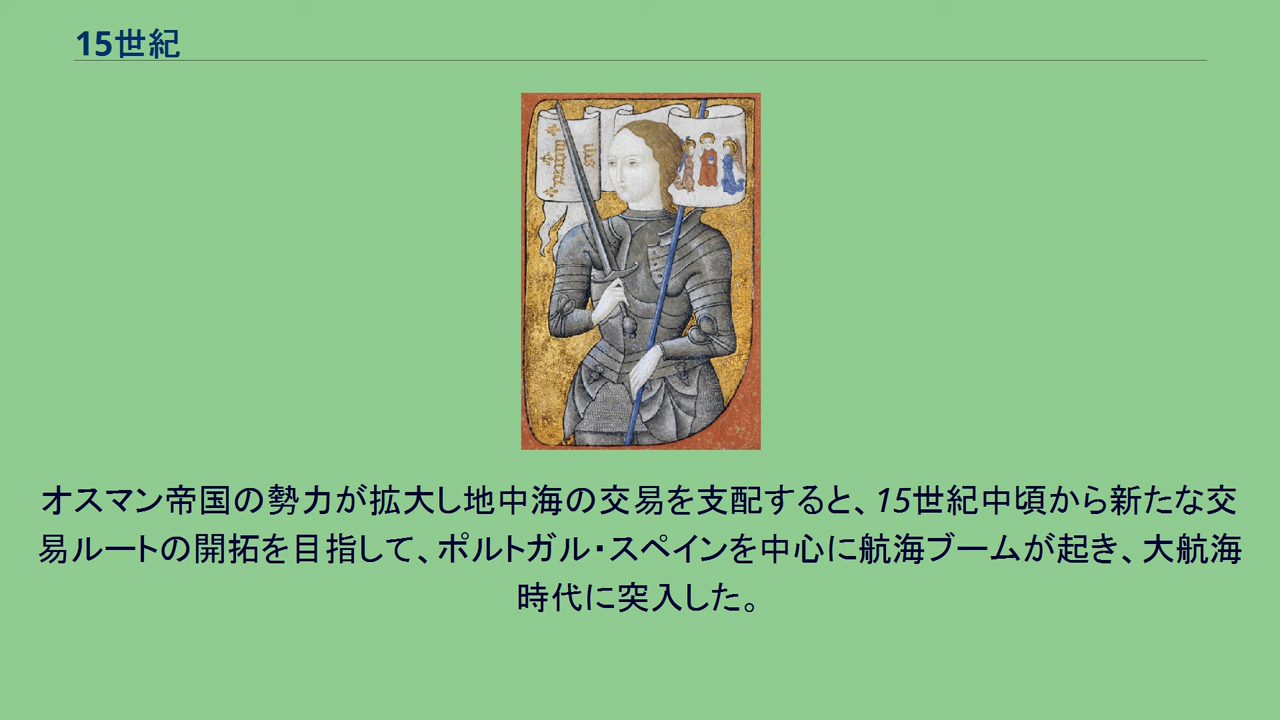 15世紀
オスマン帝国の勢力が拡大し地中海の交易を支配すると、15世紀中頃から新たな交
易ルートの開拓を目指して、ポルトガル・スペインを中心に航海ブームが起き、大航海
時代に突入した。